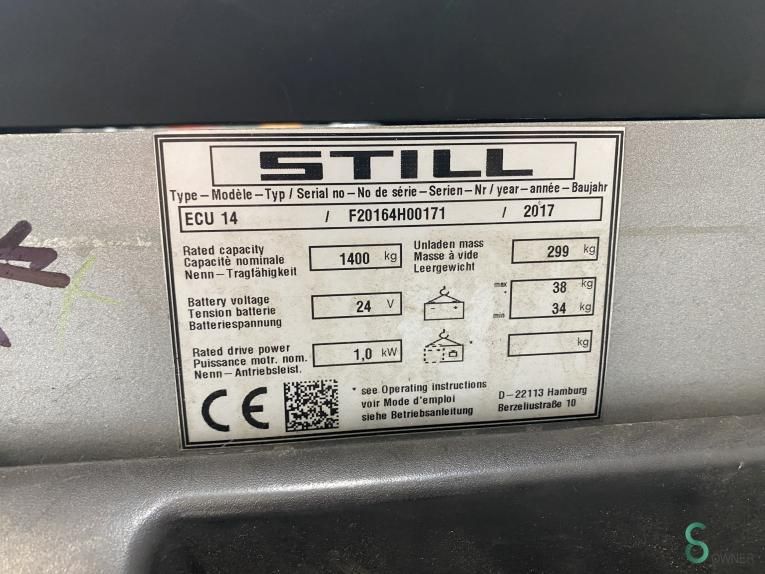 STILL
Type – Modèle – Typ / Serial no – No de série – Serien – Nr / year – année – Baujahr
ECU 14 / F20164H00171 / 2017
Rated capacity
Capacité nominale
Nenn – Tragfähigkeit
1400 kg
Unladen mass
Masse à vide
Leergewicht
299 kg
Battery voltage
Tension batterie
Batteriespannung
24 V
max 38 kg
*
min 34 kg
Rated drive power
Puissance motr. nom.
Nenn – Antriebsleist.
1,0 kW
*
kg
CE
* see Operating instructions
voir Mode d'emploi
siehe Betriebsanleitung
D – 22113 Hamburg
Berzeliustraße 10
OWNER